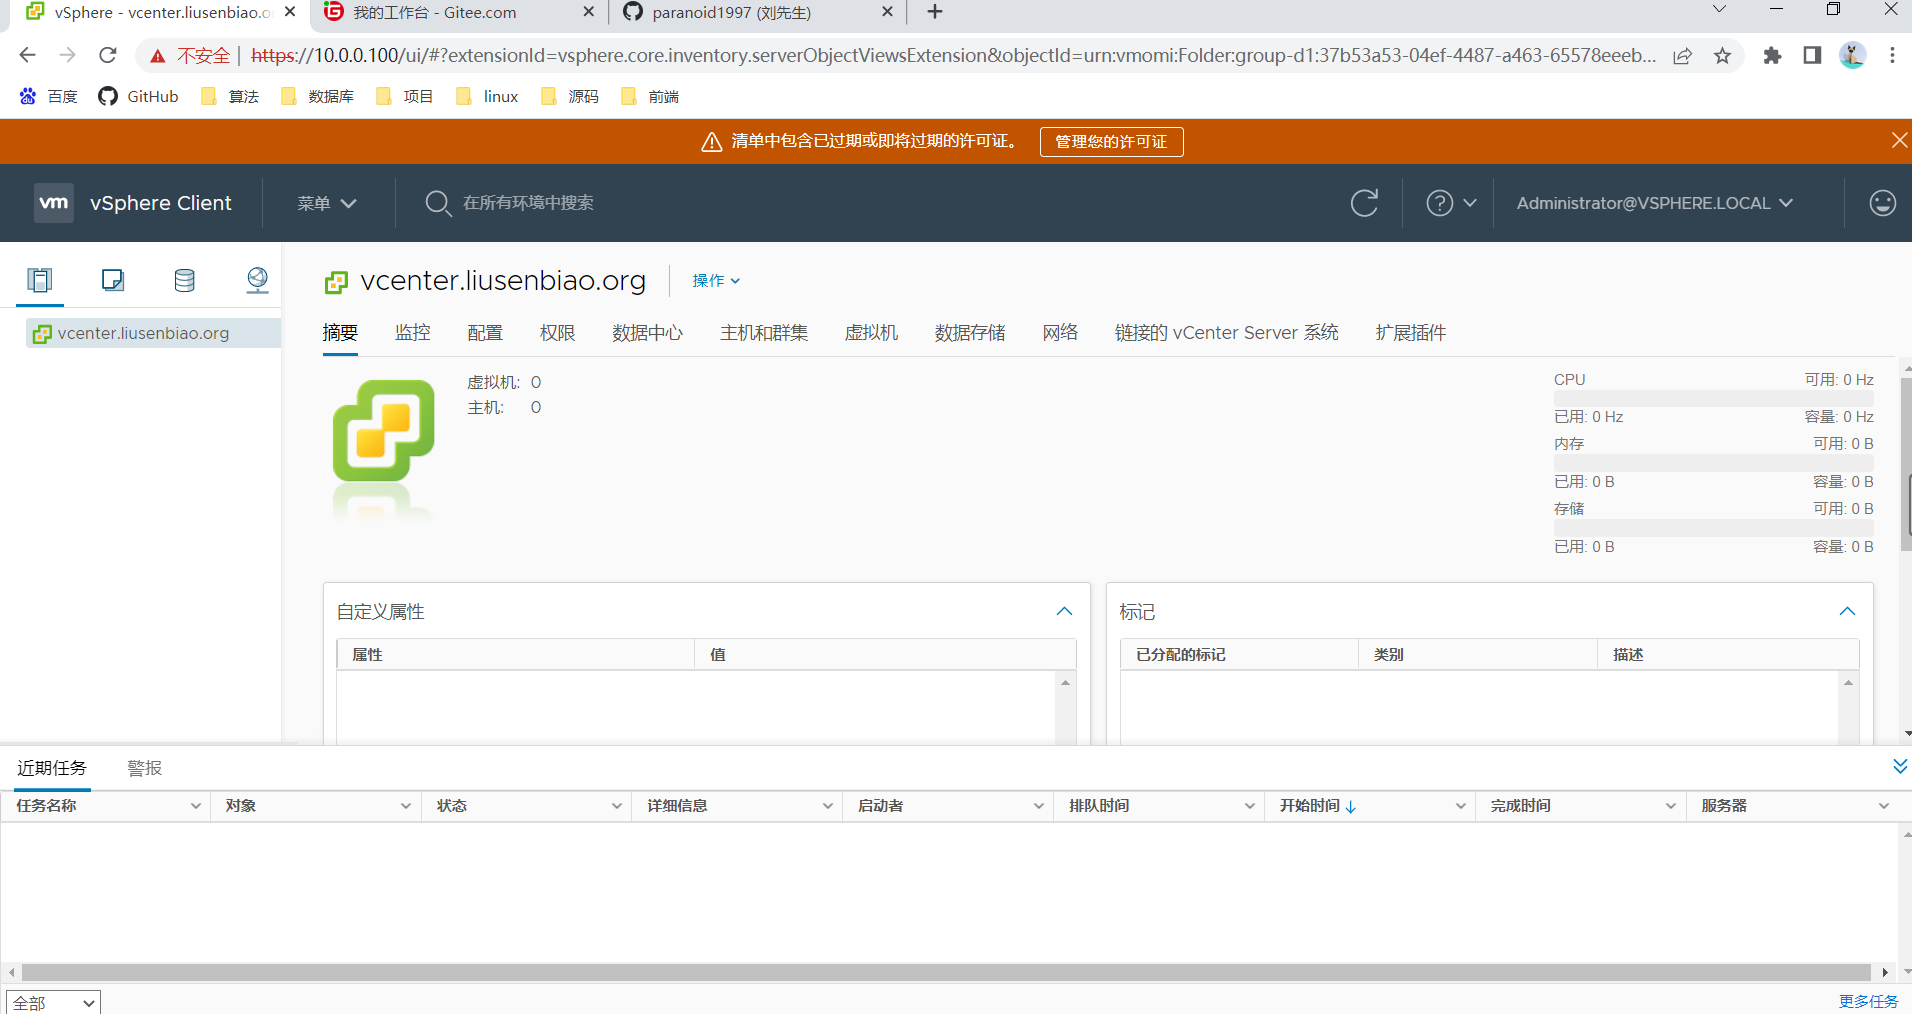 vSphere - vcenter.liusenbiao.o
我的工作台 - Gitee.com
paranoid1997 (刘先生)
不安全
https://10.0.0.100/ui/#?extensionId=vsphere.core.inventory.serverObjectViewsExtension&objectId=urn:vmomi:Folder:group-d1:37b53a53-04ef-4487-a463-65578eeeb...
百度
GitHub
算法
数据库
项目
linux
源码
前端
清单中包含已过期或即将过期的许可证。
管理您的许可证
vm
vSphere Client
菜单
在所有环境中搜索
Administrator@VSPHERE.LOCAL
vcenter.liusenbiao.org
vcenter.liusenbiao.org
操作
摘要
监控
配置
权限
数据中心
主机和群集
虚拟机
数据存储
网络
链接的 vCenter Server 系统
扩展插件
虚拟机: 0
主机: 0
CPU
可用: 0 Hz
已用: 0 Hz
容量: 0 Hz
内存
可用: 0 B
已用: 0 B
容量: 0 B
存储
可用: 0 B
已用: 0 B
容量: 0 B
自定义属性
属性
值
标记
已分配的标记
类别
描述
近期任务
警报
任务名称
对象
状态
详细信息
启动者
排队时间
开始时间 ↓
完成时间
服务器
全部
更多任务